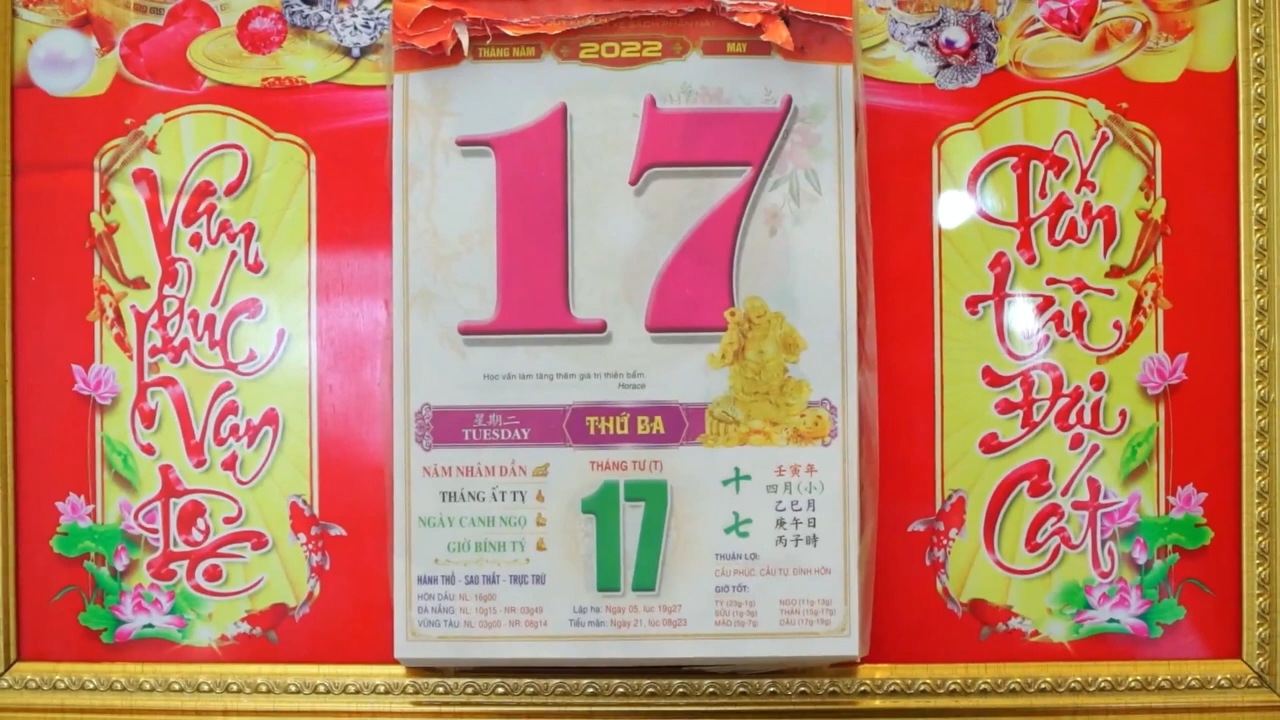 THÁNG NĂM 2022 MAY
17
Vạn
Phúc
Vạn
Lộc
Tấn
tài
Đại
Cát
Học vấn làm tăng thêm giá trị thiên bẩm.
Horace
星期二
TUESDAY
THỨ BA
NĂM NHÂM DẦN
THÁNG ẤT TỴ
NGÀY CANH NGỌ
GIỜ BÍNH TÝ
HÀNH THỔ - SAO THẤT - TRỰC TRỪ
HÒN DẤU: NL: 16g00
ĐÀ NẴNG: NL: 10g15 - NR: 03g49
VŨNG TÀU: NL: 03g00 - NR: 08g14
THÁNG TƯ (T)
17
Lập hạ: Ngày 05, lúc 19g27
Tiểu mãn: Ngày 21, lúc 08g23
十
七
壬寅年
四月(小)
乙巳月
庚午日
丙子時
THUẬN LỢI:
CẦU PHÚC, CẦU TỰ, ĐÍNH HÔN
GIỜ TỐT:
TÝ (23g-1g) NGỌ (11g-13g)
SỬU (1g-3g) THÂN (15g-17g)
MÃO (5g-7g) DẬU (17g-19g)